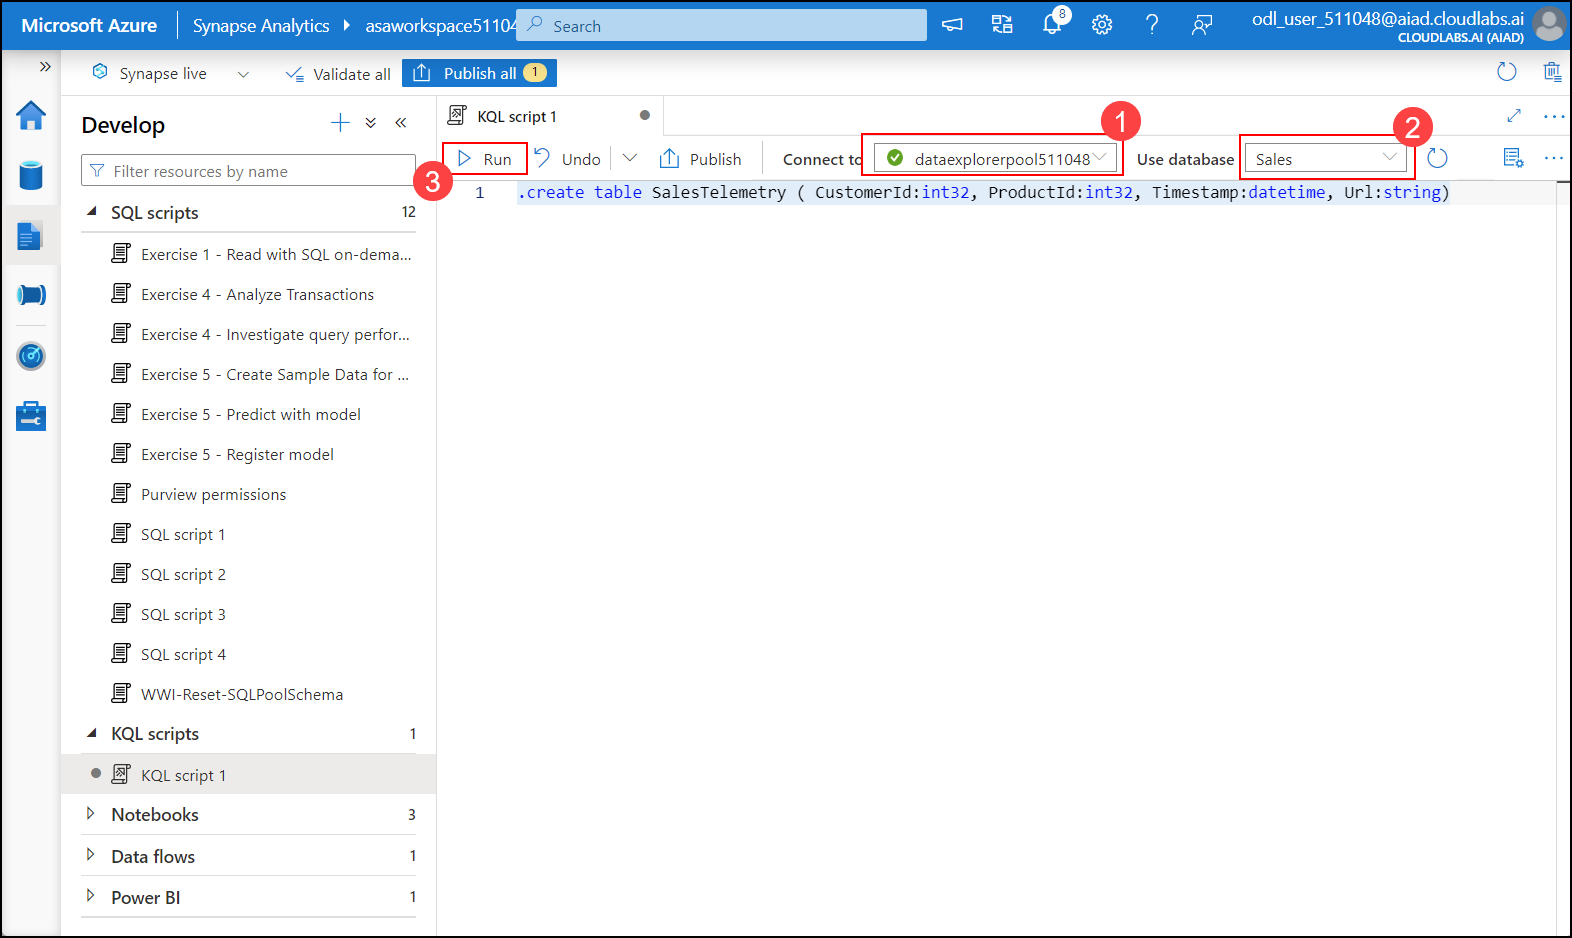 Microsoft Azure
Synapse Analytics
asaworkspace51104
Search
8
odl_user_511048@aiad.cloudlabs.ai
CLOUDLABS.AI (AIAD)
Synapse live
Validate all
Publish all 1
Develop
Filter resources by name
SQL scripts 12
Exercise 1 - Read with SQL on-dema...
Exercise 4 - Analyze Transactions
Exercise 4 - Investigate query perfor...
Exercise 5 - Create Sample Data for ...
Exercise 5 - Predict with model
Exercise 5 - Register model
Purview permissions
SQL script 1
SQL script 2
SQL script 3
SQL script 4
WWI-Reset-SQLPoolSchema
KQL scripts 1
KQL script 1
Notebooks 3
Data flows 1
Power BI 1
KQL script 1
1
2
3
Run
Undo
Publish
Connect to
dataexplorerpool511048
Use database
Sales
1 .create table SalesTelemetry ( CustomerId:int32, ProductId:int32, Timestamp:datetime, Url:string)